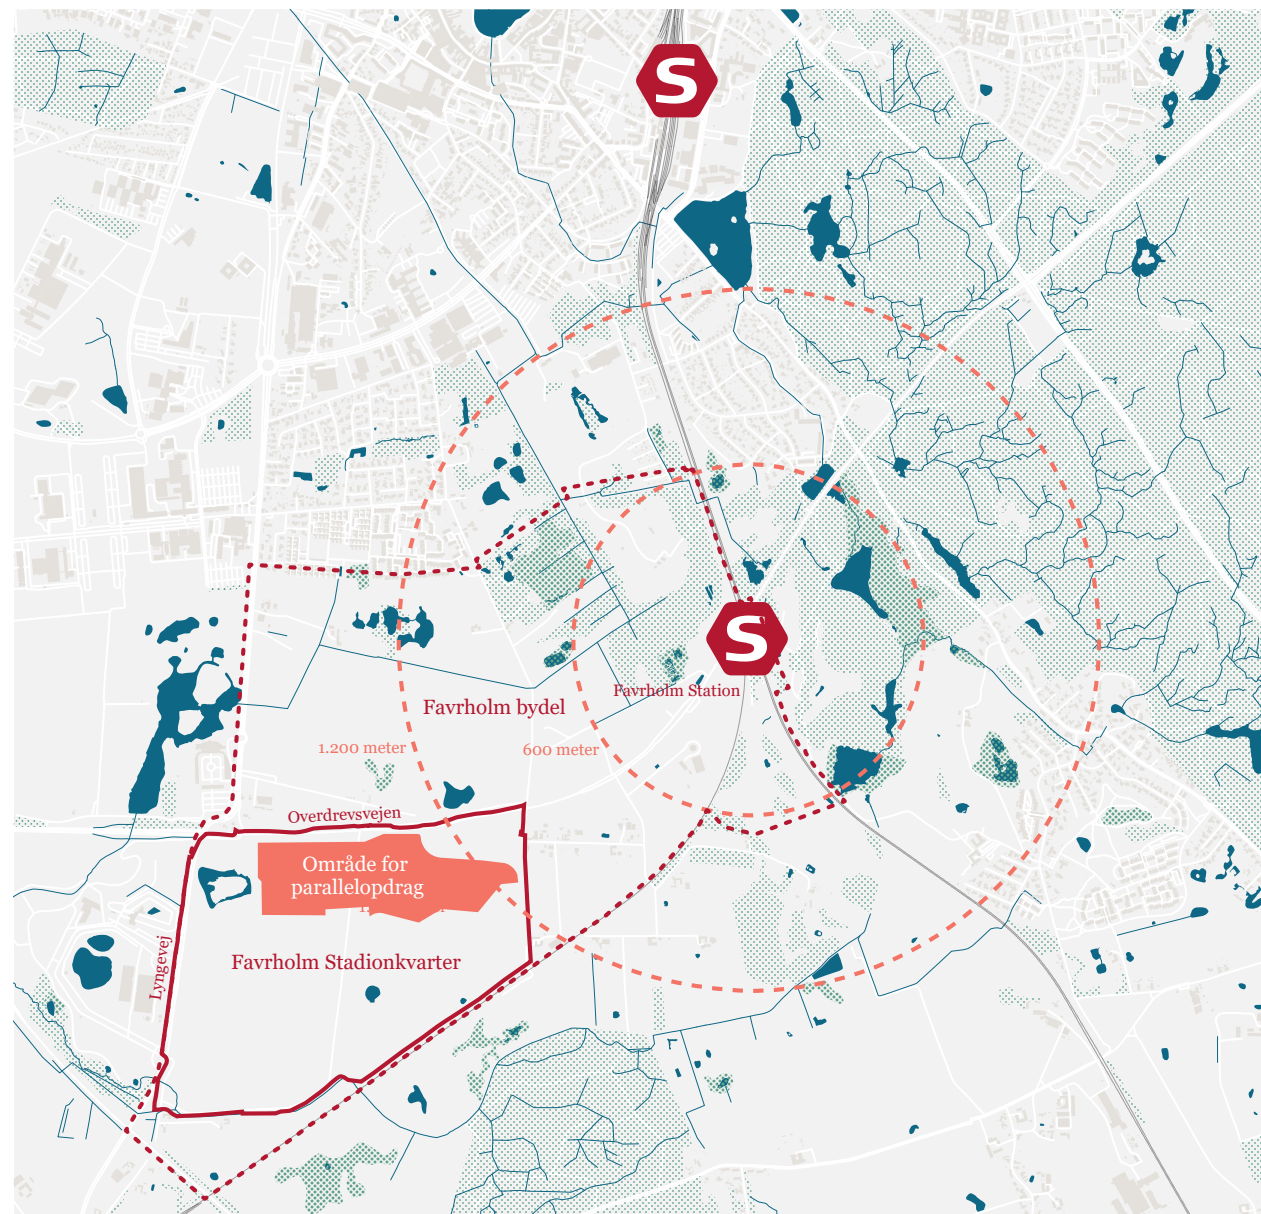 S
S
Favrholm Station
Favrholm bydel
1.200 meter
600 meter
Overdrevsvejen
Område for
parallelopdrag
Lyngevej
Favrholm Stadionkvarter